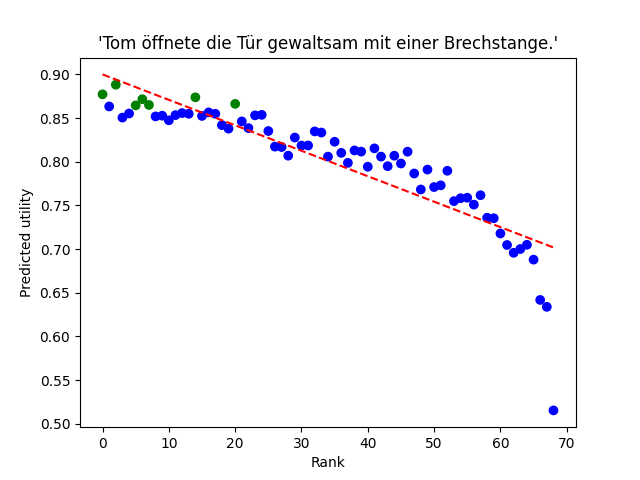 'Tom öffnete die Tür gewaltsam mit einer Brechstange.'
0.90
0.85
0.80
0.75
0.70
0.65
0.60
0.55
0.50
Predicted utility
0 10 20 30 40 50 60 70
Rank